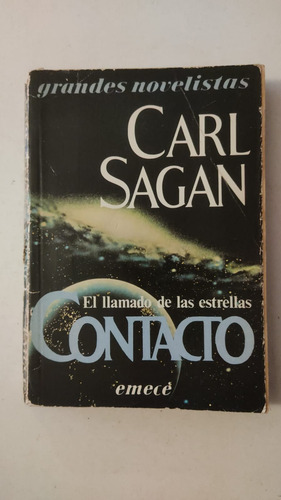 grandes novelistas
CARL
SAGAN
El llamado de las estrellas
CONTACTO
emecé